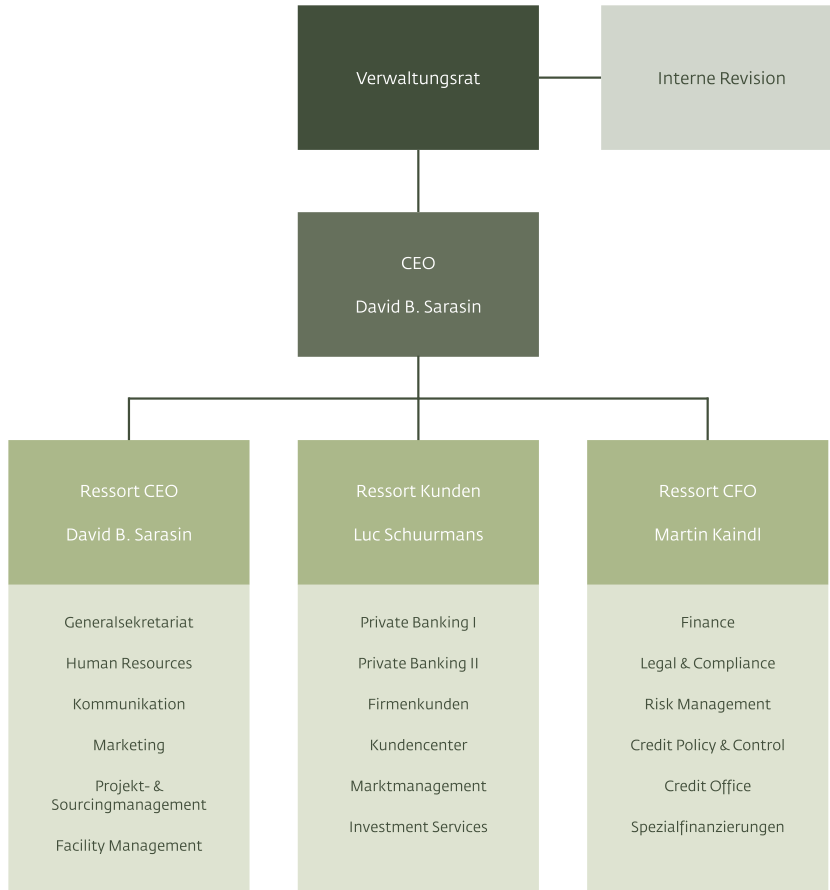 Verwaltungsrat
Interne Revision
CEO
David B. Sarasin
Ressort CEO
David B. Sarasin
Generalsekretariat
Human Resources
Kommunikation
Marketing
Projekt- &
Sourcingmanagement
Facility Management
Ressort Kunden
Luc Schuurmans
Private Banking I
Private Banking II
Firmenkunden
Kundencenter
Marktmanagement
Investment Services
Ressort CFO
Martin Kaindl
Finance
Legal & Compliance
Risk Management
Credit Policy & Control
Credit Office
Spezialfinanzierungen